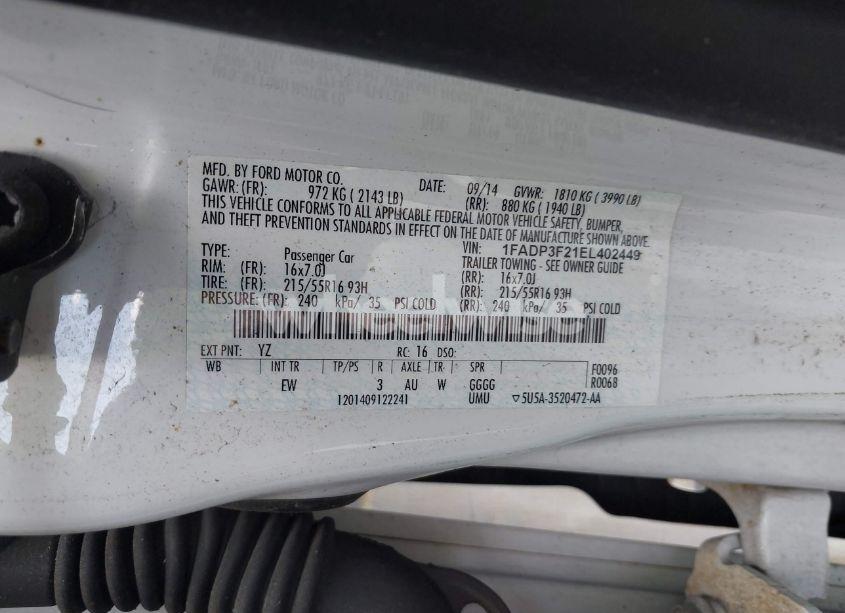 MFD. BY FORD MOTOR CO.
DATE: 09/14 GVWR: 1810 KG ( 3990 LB)
GAWR: (FR): 972 KG ( 2143 LB) (RR): 880 KG ( 1940 LB)
THIS VEHICLE CONFORMS TO ALL APPLICABLE FEDERAL MOTOR VEHICLE SAFETY, BUMPER,
AND THEFT PREVENTION STANDARDS IN EFFECT ON THE DATE OF MANUFACTURE SHOWN ABOVE.
VIN: 1FADP3F21EL402449
TYPE: Passenger Car TRAILER TOWING - SEE OWNER GUIDE
RIM: (FR): 16x7.0J (RR): 16x7.0J
TIRE: (FR): 215/55R16 93H (RR): 215/55R16 93H
PRESSURE: (FR): 240 kPa/ 35 PSI COLD (RR): 240 kPa/ 35 PSI COLD
EXT PNT: YZ RC: 16 DSO:
WB INT TR TP/PS R AXLE TR SPR F0096
EW 3 AU W GGGG R0068
1201409122241 UMU ▽5U5A-3520472-AA